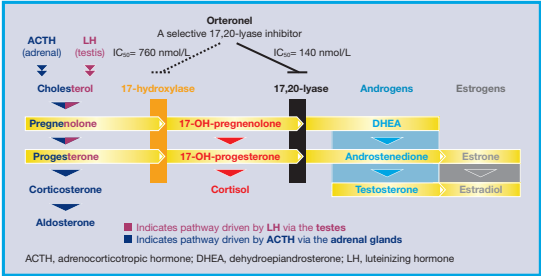 Orteronel
A selective 17,20-lyase inhibitor
ACTH
(adrenal)
LH
(testis)
IC50= 760 nmol/L
IC50= 140 nmol/L
Cholesterol
17-hydroxylase
17,20-lyase
Androgens
Estrogens
Pregnenolone
17-OH-pregnenolone
DHEA
Progesterone
17-OH-progesterone
Androstenedione
Estrone
Corticosterone
Cortisol
Testosterone
Estradiol
Aldosterone
Indicates pathway driven by LH via the testes
Indicates pathway driven by ACTH via the adrenal glands
ACTH, adrenocorticotropic hormone; DHEA, dehydroepiandrosterone; LH, luteinizing hormone